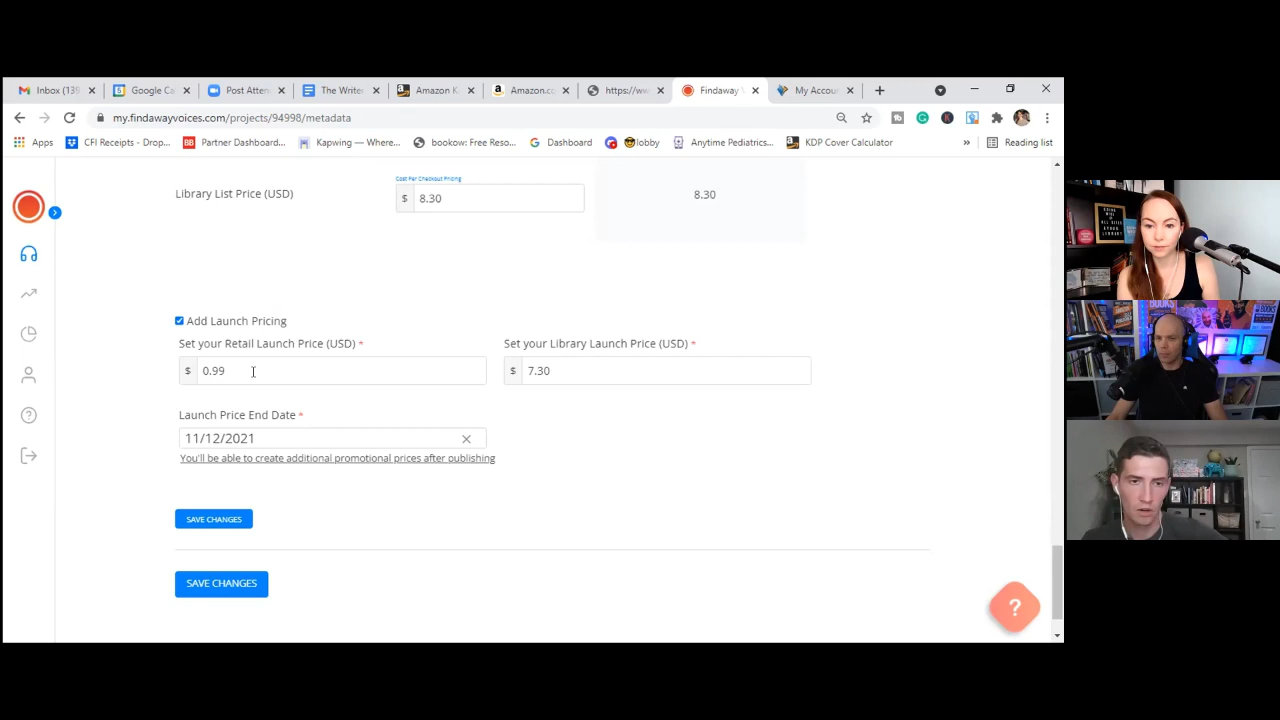 Inbox (139
Google Ca
Post Atten
The Writer
Amazon K
Amazon.co
https://ww
Findaway V
My Accou
my.findawayvoices.com/projects/94998/metadata
Apps
CFI Receipts - Drop...
Partner Dashboard...
Kapwing — Where...
bookow: Free Reso...
Dashboard
lobby
Anytime Pediatrics...
KDP Cover Calculator
»
Reading list
Cost Per Checkout Pricing
Library List Price (USD)
$ 8.30
8.30
Add Launch Pricing
Set your Retail Launch Price (USD) *
Set your Library Launch Price (USD) *
$ 0.99
$ 7.30
Launch Price End Date *
11/12/2021
You'll be able to create additional promotional prices after publishing
SAVE CHANGES
SAVE CHANGES
?
BOOKS